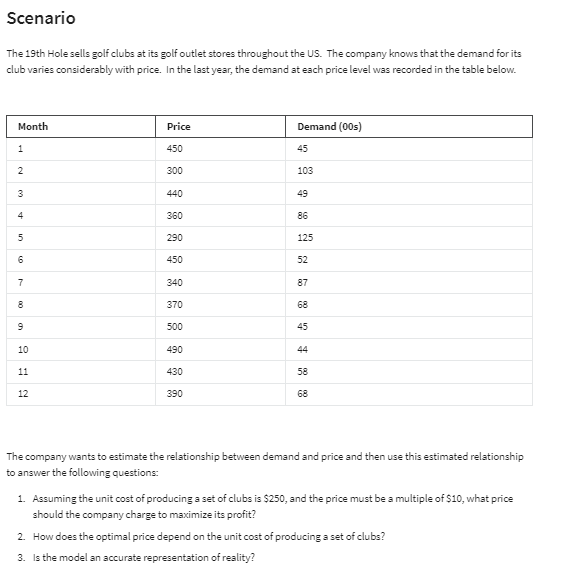 Scenario
The 19th Hole sells golf clubs at its golf outlet stores throughout the US. The company knows that the demand for its
club varies considerably with price. In the last year, the demand at each price level was recorded in the table below.
Month Price Demand (00s)
1 450 45
2 300 103
3 440 49
4 360 86
5 290 125
6 450 52
7 340 87
8 370 68
9 500 45
10 490 44
11 430 58
12 390 68
The company wants to estimate the relationship between demand and price and then use this estimated relationship
to answer the following questions:
1. Assuming the unit cost of producing a set of clubs is $250, and the price must be a multiple of $10, what price
should the company charge to maximize its profit?
2. How does the optimal price depend on the unit cost of producing a set of clubs?
3. Is the model an accurate representation of reality?